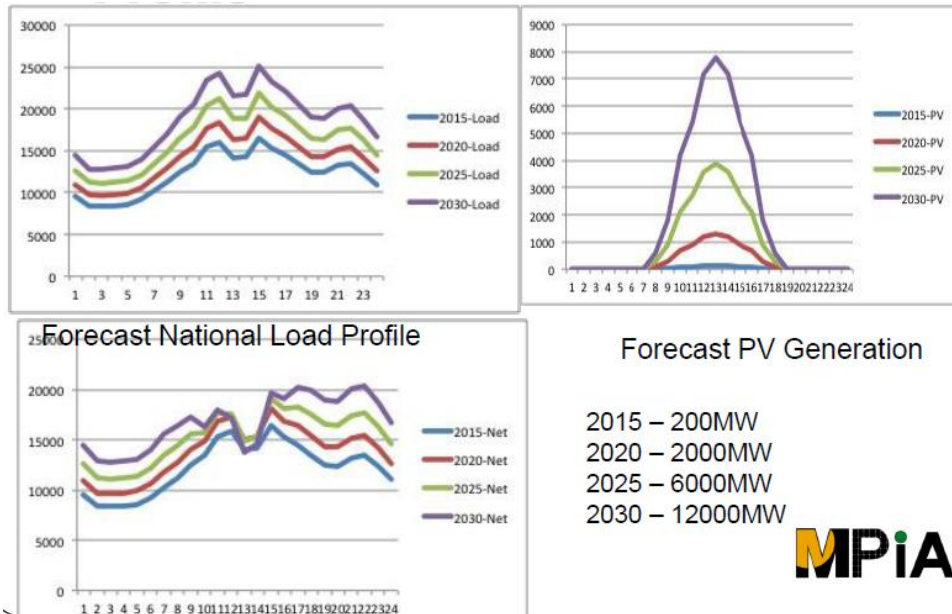 30000
25000
20000
15000
10000
5000
0
1 3 5 7 9 11 13 15 17 19 21 23
2015-Load
2020-Load
2025-Load
2030-Load
9000
8000
7000
6000
5000
4000
3000
2000
1000
0
1 2 3 4 5 6 7 8 9 10 11 12 13 14 15 16 17 18 19 20 21 22 23 24
2015-PV
2020-PV
2025-PV
2030-PV
Forecast National Load Profile
25000
20000
15000
10000
5000
0
1 2 3 4 5 6 7 8 9 10 11 12 13 14 15 16 17 18 19 20 21 22 23 24
2015-Net
2020-Net
2025-Net
2030-Net
Forecast PV Generation
2015 – 200MW
2020 – 2000MW
2025 – 6000MW
2030 – 12000MW
MPiA